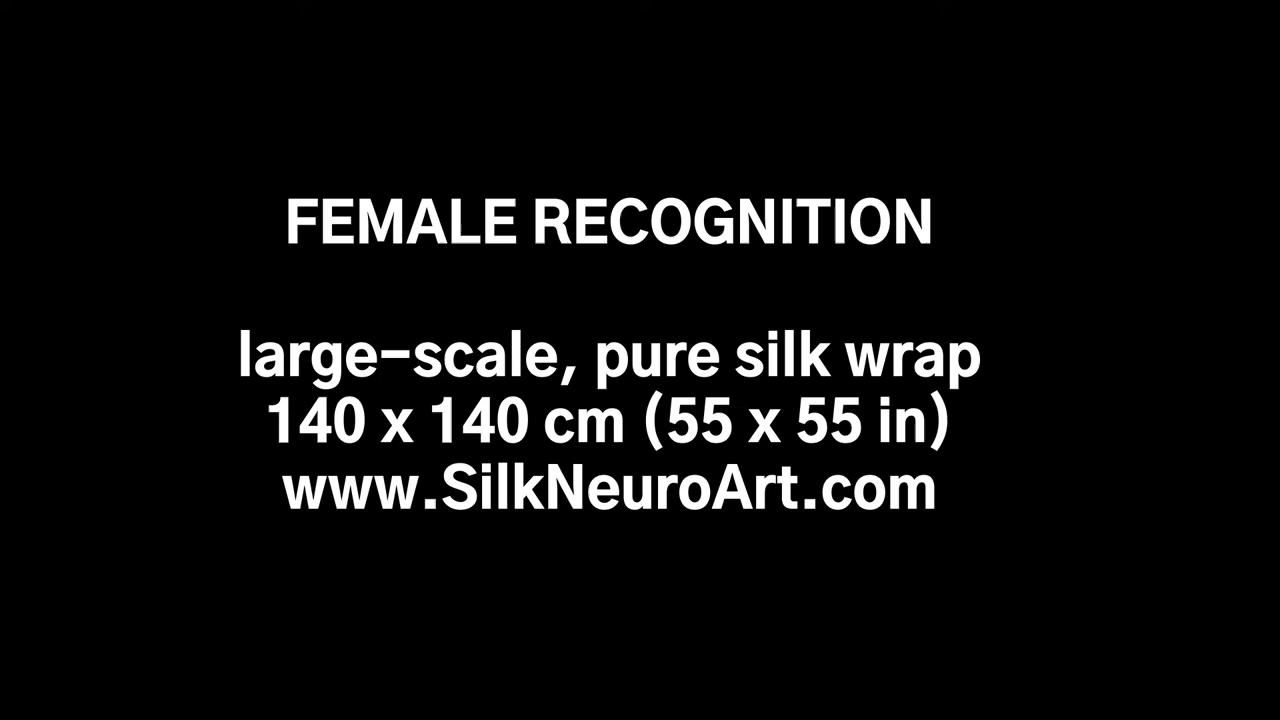 FEMALE RECOGNITION
large-scale, pure silk wrap
140 x 140 cm (55 x 55 in)
www.SilkNeuroArt.com